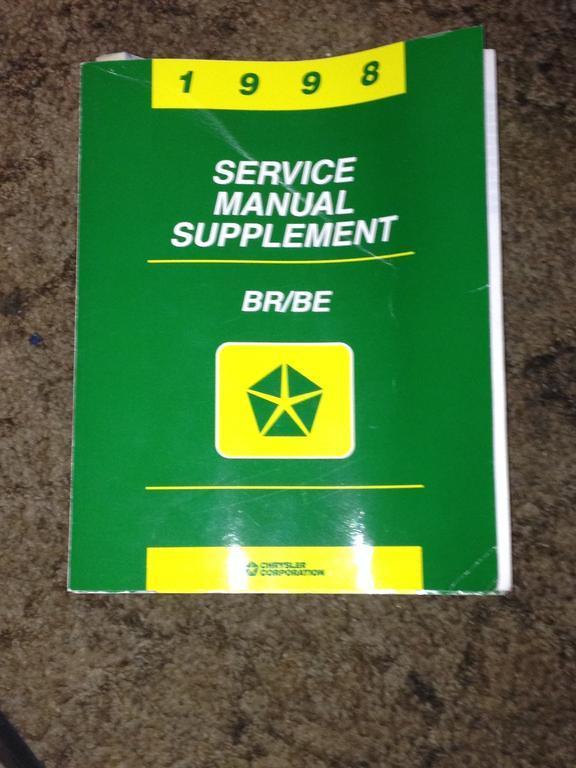 1 9 9 8
SERVICE
MANUAL
SUPPLEMENT
BR/BE
CHRYSLER
CORPORATION